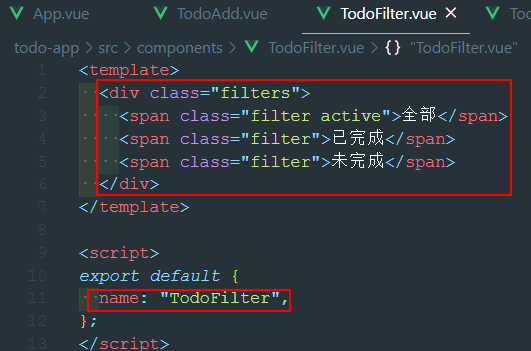 App.vue TodoAdd.vue TodoFilter.vue × To
todo-app > src > components > TodoFilter.vue > {} "TodoFilter.vue"
1 <template>
2 <div class="filters">
3 <span class="filter active">全部</span>
4 <span class="filter">已完成</span>
5 <span class="filter">未完成</span>
6 </div>
7 </template>
8
9 <script>
10 export default {
11 name: "TodoFilter",
12 };
13 </script>